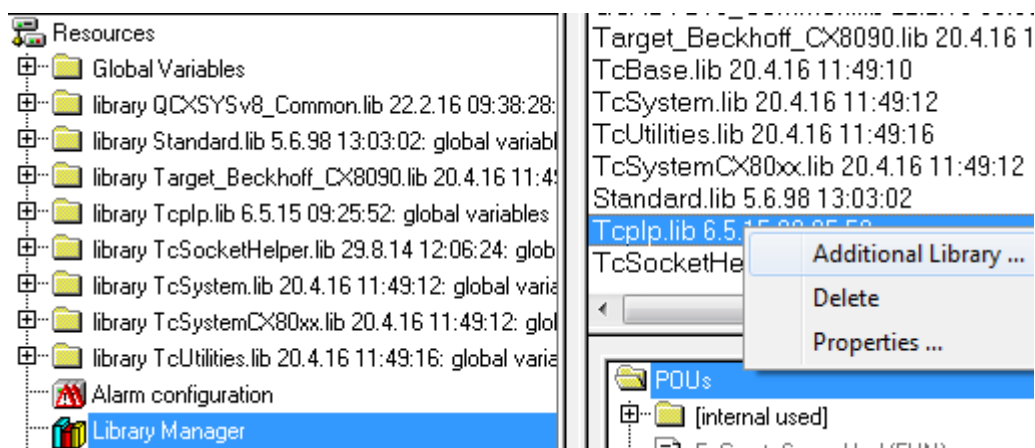 Resources
Global Variables
library QCXSYSv8_Common.lib 22.2.16 09:38:28:
library Standard.lib 5.6.98 13:03:02: global variabl
library Target_Beckhoff_CX8090.lib 20.4.16 11:4
library TcpIp.lib 6.5.15 09:25:52: global variables
library TcSocketHelper.lib 29.8.14 12:06:24: glob
library TcSystem.lib 20.4.16 11:49:12: global varia
library TcSystemCX80xx.lib 20.4.16 11:49:12: glol
library TcUtilities.lib 20.4.16 11:49:16: global varia
Alarm configuration
Library Manager
Target_Beckhoff_CX8090.lib 20.4.16 1
TcBase.lib 20.4.16 11:49:10
TcSystem.lib 20.4.16 11:49:12
TcUtilities.lib 20.4.16 11:49:16
TcSystemCX80xx.lib 20.4.16 11:49:12
Standard.lib 5.6.98 13:03:02
TcpIp.lib 6.5.15 09:25:52
TcSocketHe
Additional Library ...
Delete
Properties ...
POUs
[internal used]